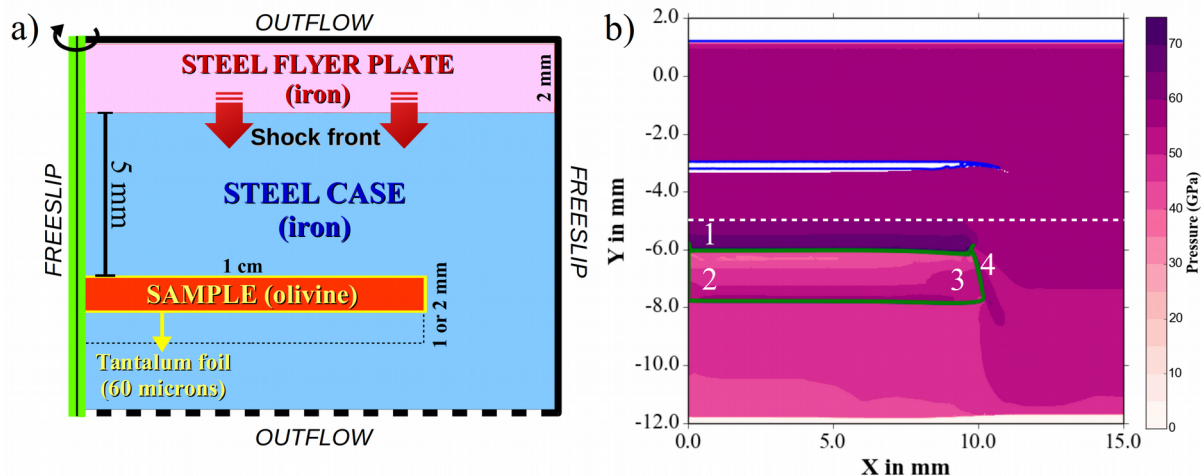 a)
OUTFLOW
STEEL FLYER PLATE
(iron)
2 mm
Shock front
5 mm
FREESLIP
STEEL CASE
(iron)
FREESLIP
1 cm
SAMPLE (olivine)
1 or 2 mm
Tantalum foil
(60 microns)
OUTFLOW
b)
2.0
0.0
-2.0
-4.0
-6.0
-8.0
-10.0
-12.0
Y in mm
1
2
3
4
0.0
5.0
10.0
15.0
X in mm
70
60
50
40
30
20
10
0
Pressure (GPa)